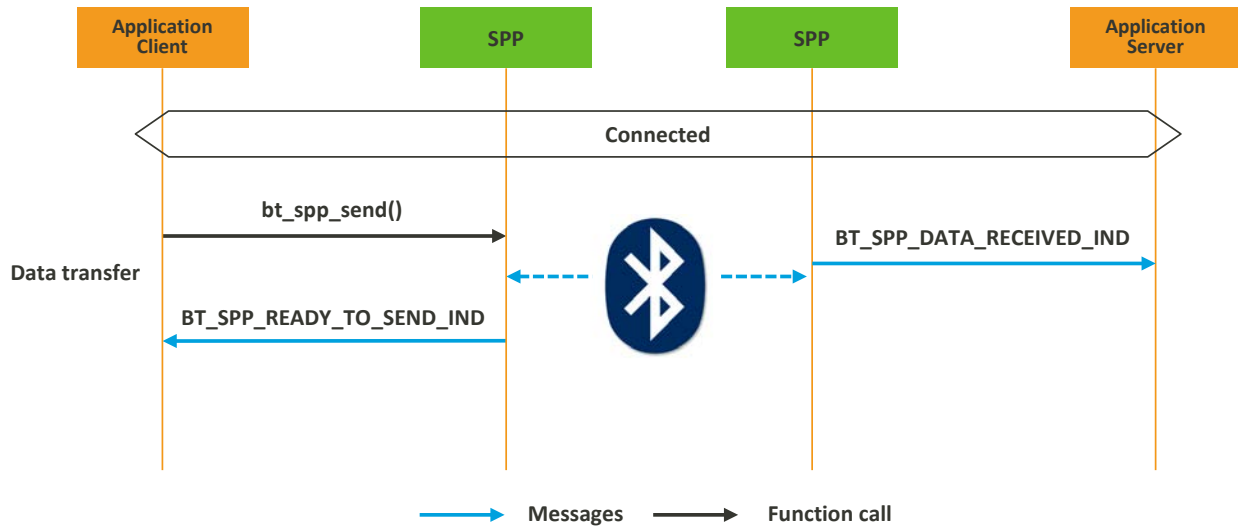 Application
Client
SPP
SPP
Application
Server
Connected
bt_spp_send()
BT_SPP_DATA_RECEIVED_IND
Data transfer
BT_SPP_READY_TO_SEND_IND
Messages
Function call